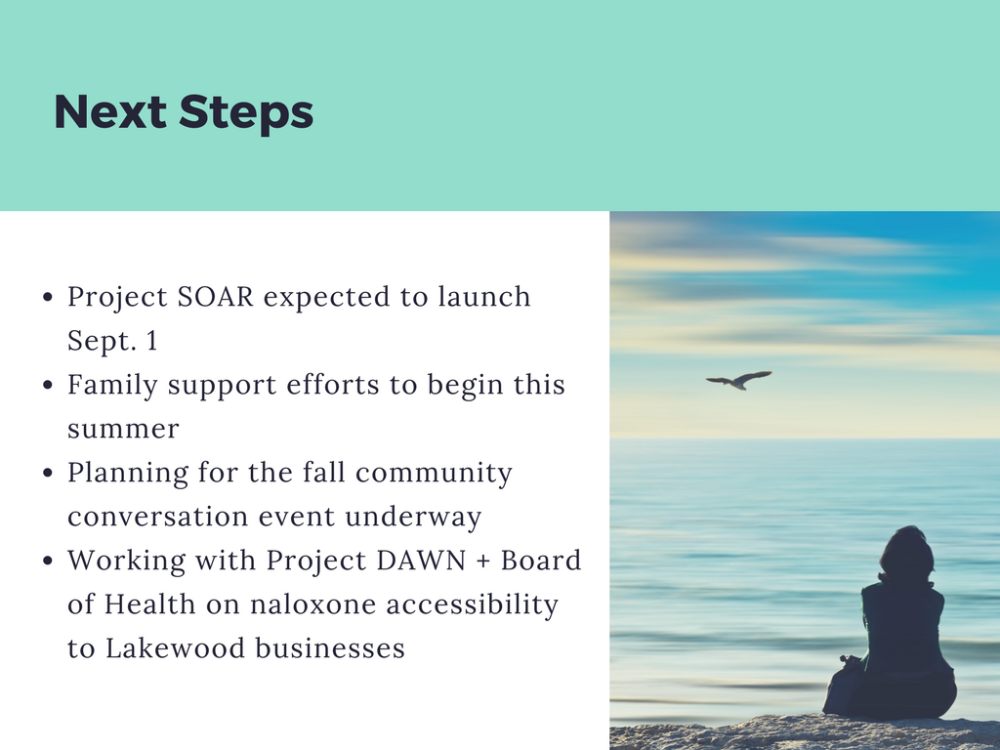 Next Steps
• Project SOAR expected to launch
Sept. 1
• Family support efforts to begin this
summer
• Planning for the fall community
conversation event underway
• Working with Project DAWN + Board
of Health on naloxone accessibility
to Lakewood businesses